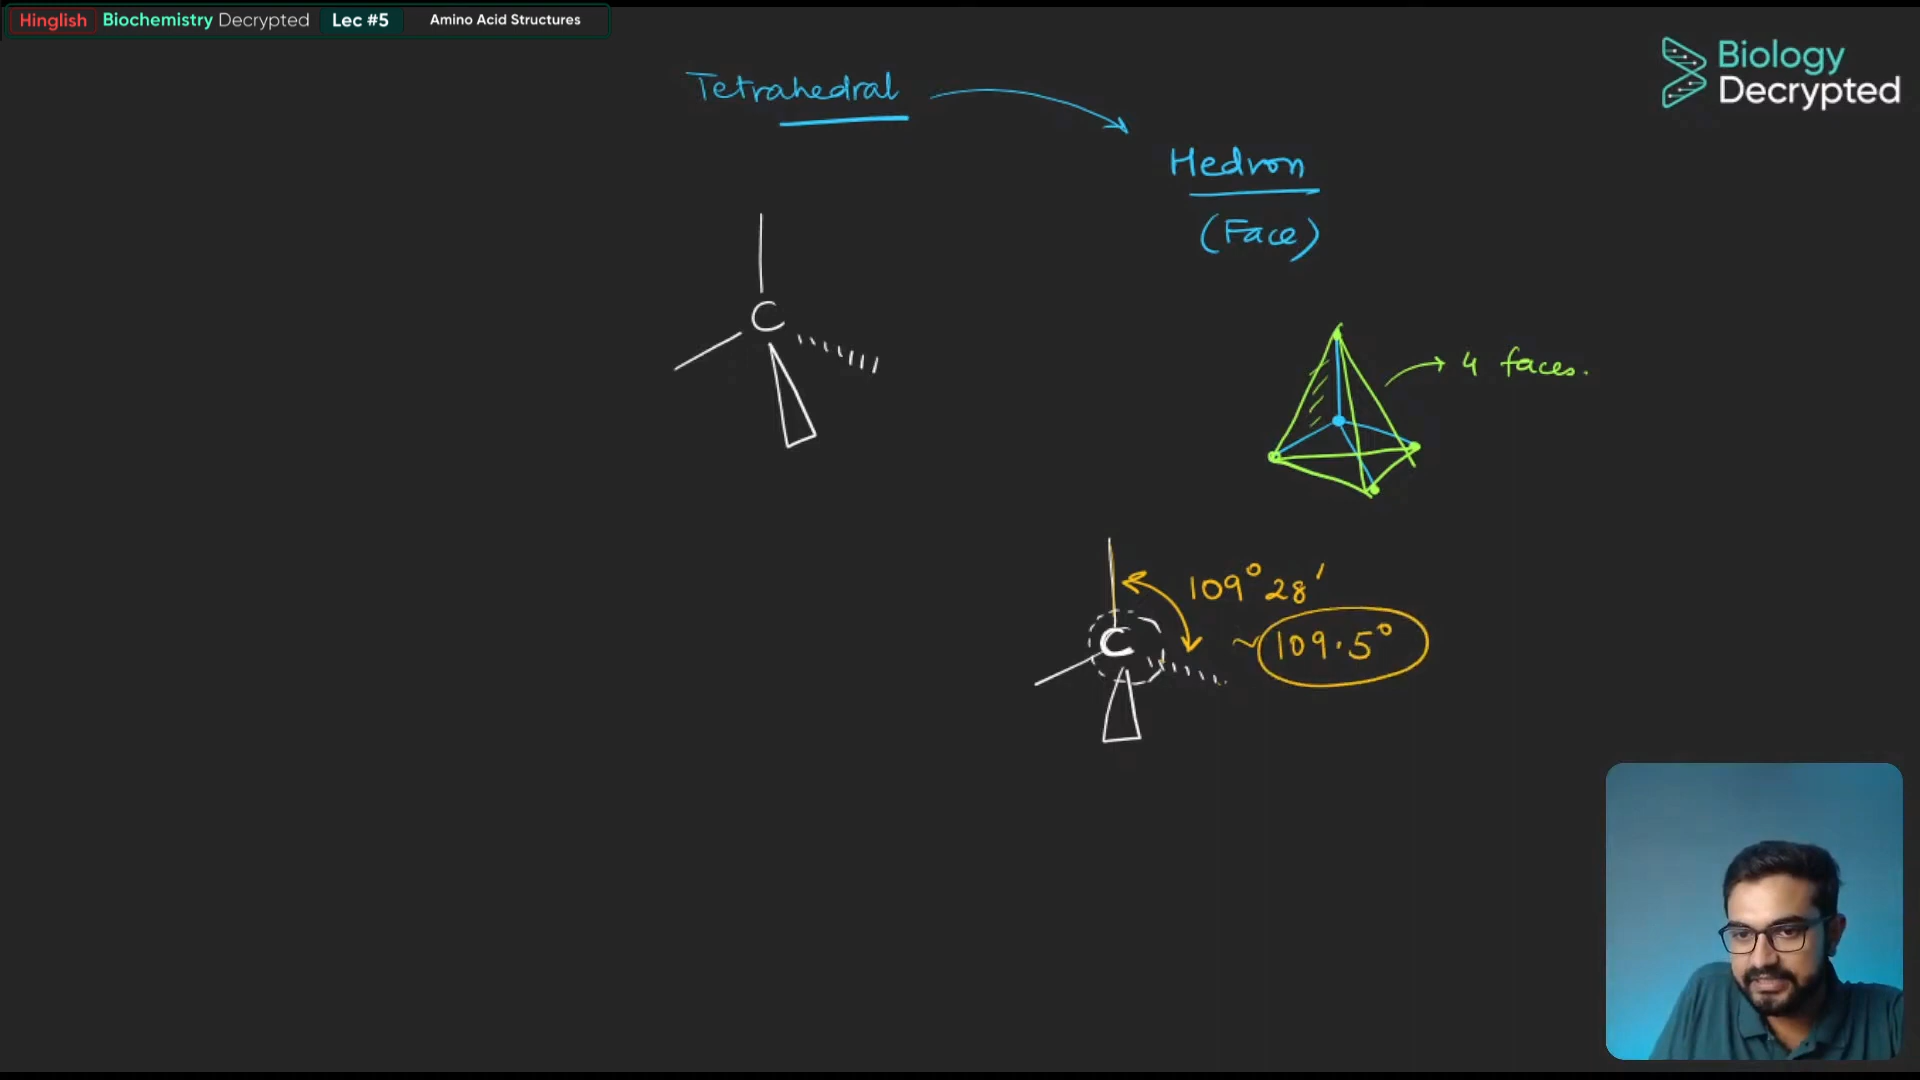 Hinglish Biochemistry Decrypted Lec #5 Amino Acid Structures
Biology
Decrypted
Tetrahedral
Hedron
(Face)
C
4 faces.
109° 28'
C
~ 109.5°